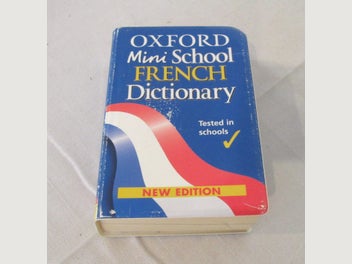 OXFORD
Mini School
FRENCH
Dictionary
Tested in
schools
NEW EDITION